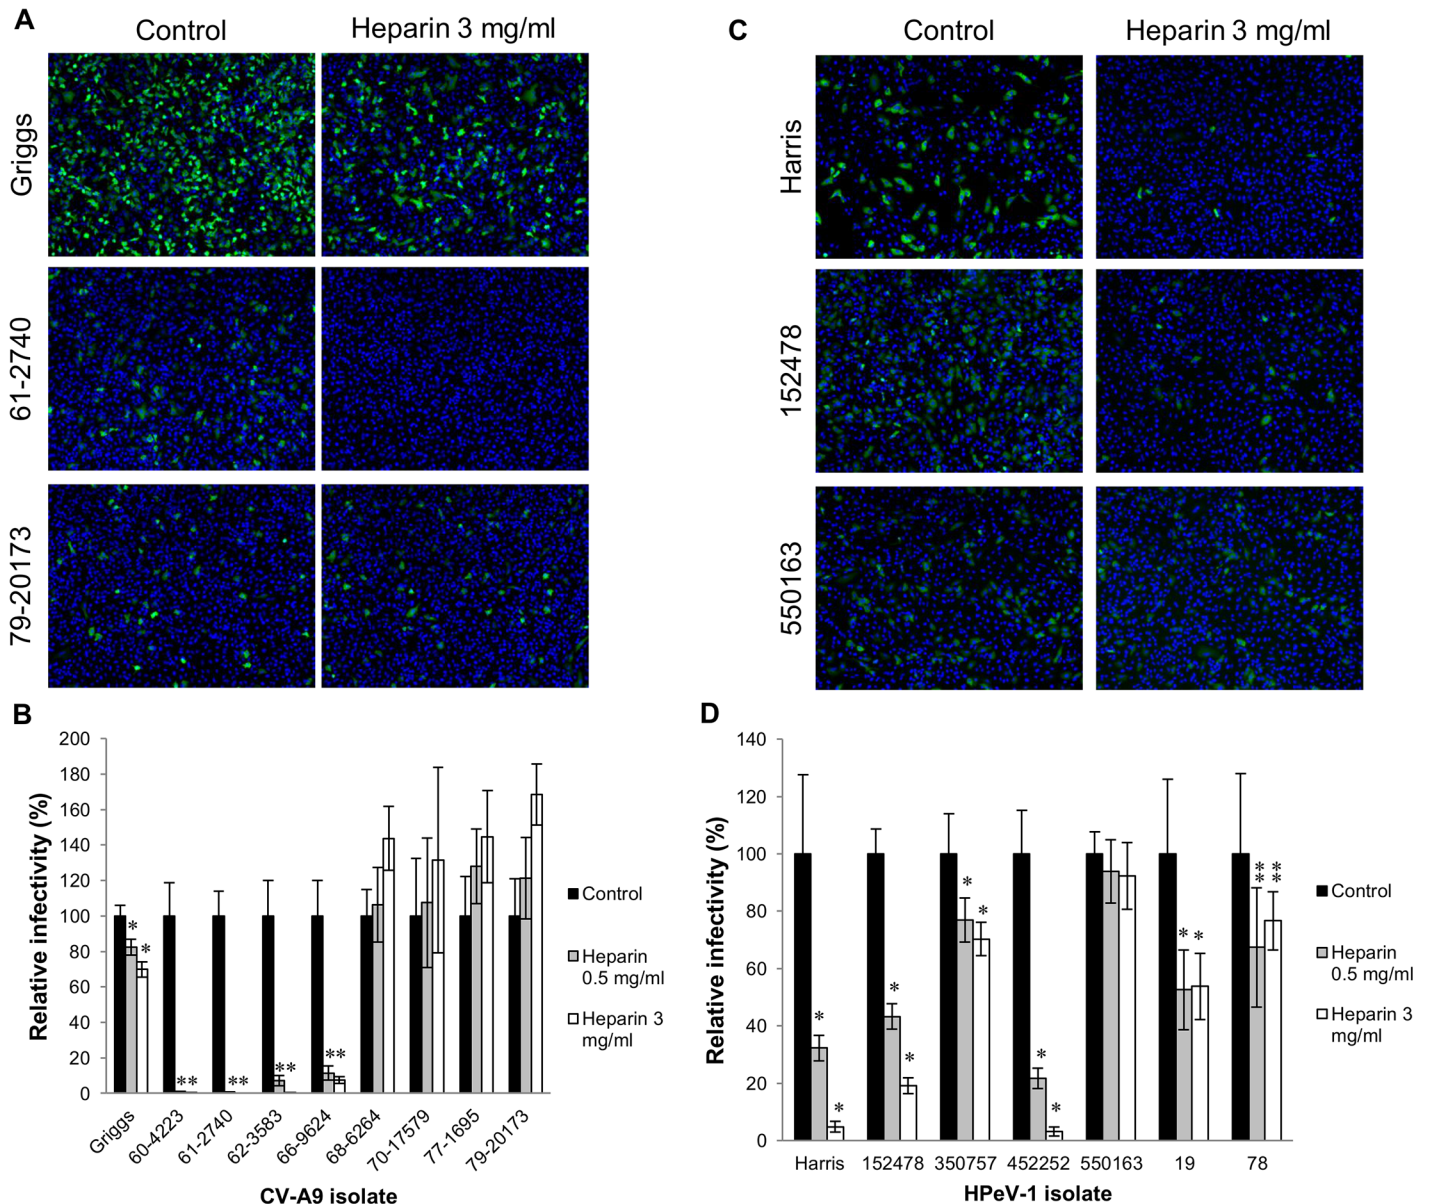 A
Control
Heparin 3 mg/ml
Griggs
61-2740
79-20173
C
Control
Heparin 3 mg/ml
Harris
152478
550163
B
Relative infectivity (%)
200
180
160
140
120
100
80
60
40
20
0
*
*
**
**
**
**
Control
Heparin
0.5 mg/ml
Heparin 3
mg/ml
Griggs
60-4223
61-2740
62-3583
66-9624
68-6264
70-17579
77-1695
79-20173
CV-A9 isolate
D
Relative infectivity (%)
140
120
100
80
60
40
20
0
*
*
*
*
*
*
*
*
* *
**
**
Control
Heparin
0.5 mg/ml
Heparin 3
mg/ml
Harris
152478
350757
452252
550163
19
78
HPeV-1 isolate